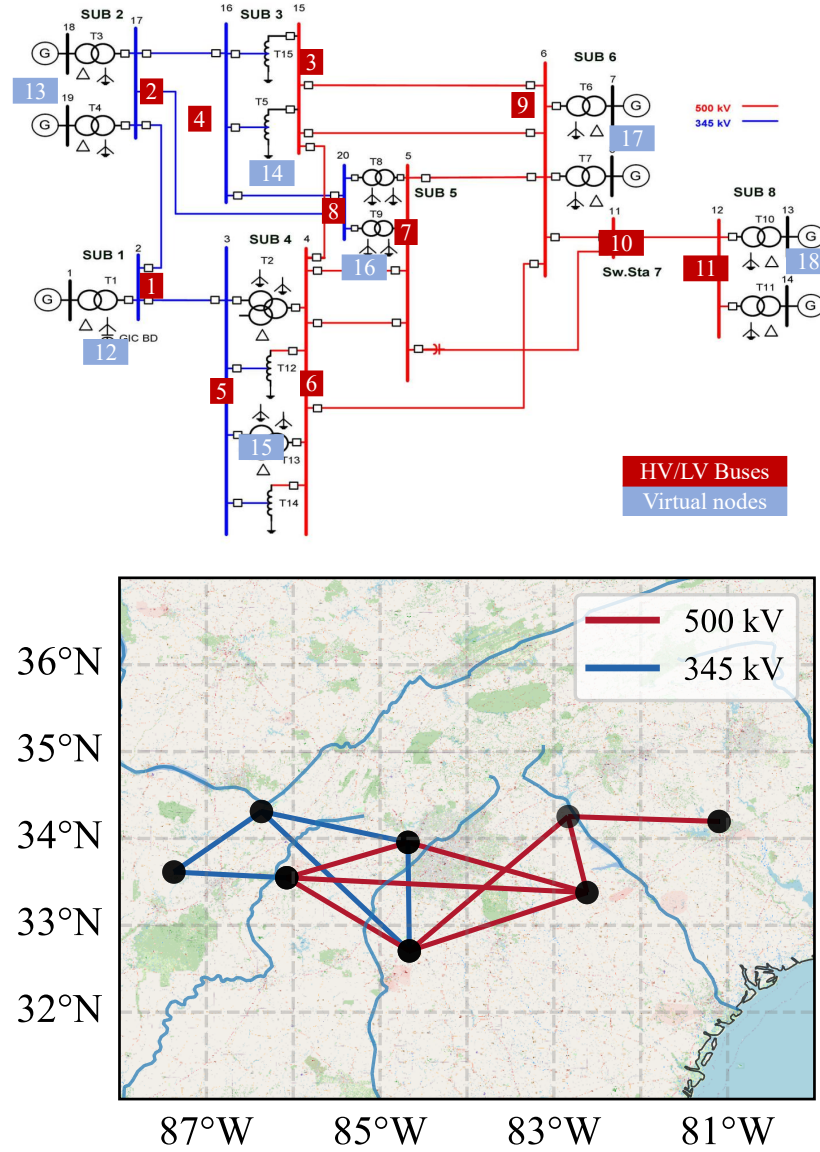 SUB 2
17
16
SUB 3
15
18
T3
G
T15
3
6
SUB 6
13
2
9
T6
7
G
19
T4
G
4
T5
500 kV
345 kV
17
14
20
T8
5
T7
G
SUB 5
SUB 8
8
T9
7
11
10
12
T10
13
G
SUB 1
2
3
SUB 4
4
16
Sw.Sta 7
11
18
1
T1
G
1
T2
T11
14
G
GIC BD
12
T12
5
6
15
T13
HV/LV Buses
Virtual nodes
T14
500 kV
345 kV
36°N
35°N
34°N
33°N
32°N
87°W
85°W
83°W
81°W